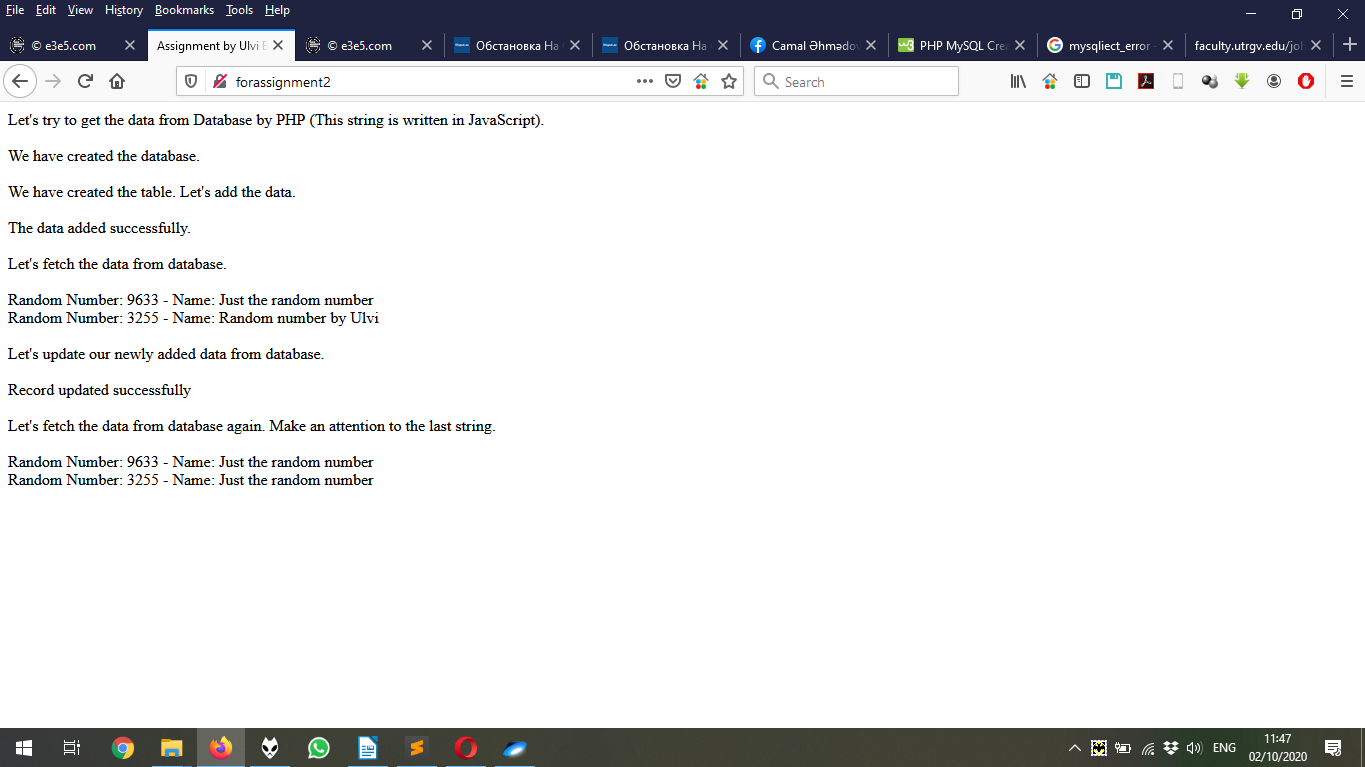 File Edit View History Bookmarks Tools Help
© e3e5.com
Assignment by Ulvi
© e3e5.com
Обстановка На
Обстановка На
Camal Əhmədov
PHP MySQL Crea
mysqliect_error -
faculty.utrgv.edu/joh
forassignment2
Search
Let's try to get the data from Database by PHP (This string is written in JavaScript).
We have created the database.
We have created the table. Let's add the data.
The data added successfully.
Let's fetch the data from database.
Random Number: 9633 - Name: Just the random number
Random Number: 3255 - Name: Random number by Ulvi
Let's update our newly added data from database.
Record updated successfully
Let's fetch the data from database again. Make an attention to the last string.
Random Number: 9633 - Name: Just the random number
Random Number: 3255 - Name: Just the random number
ENG
11:47
02/10/2020